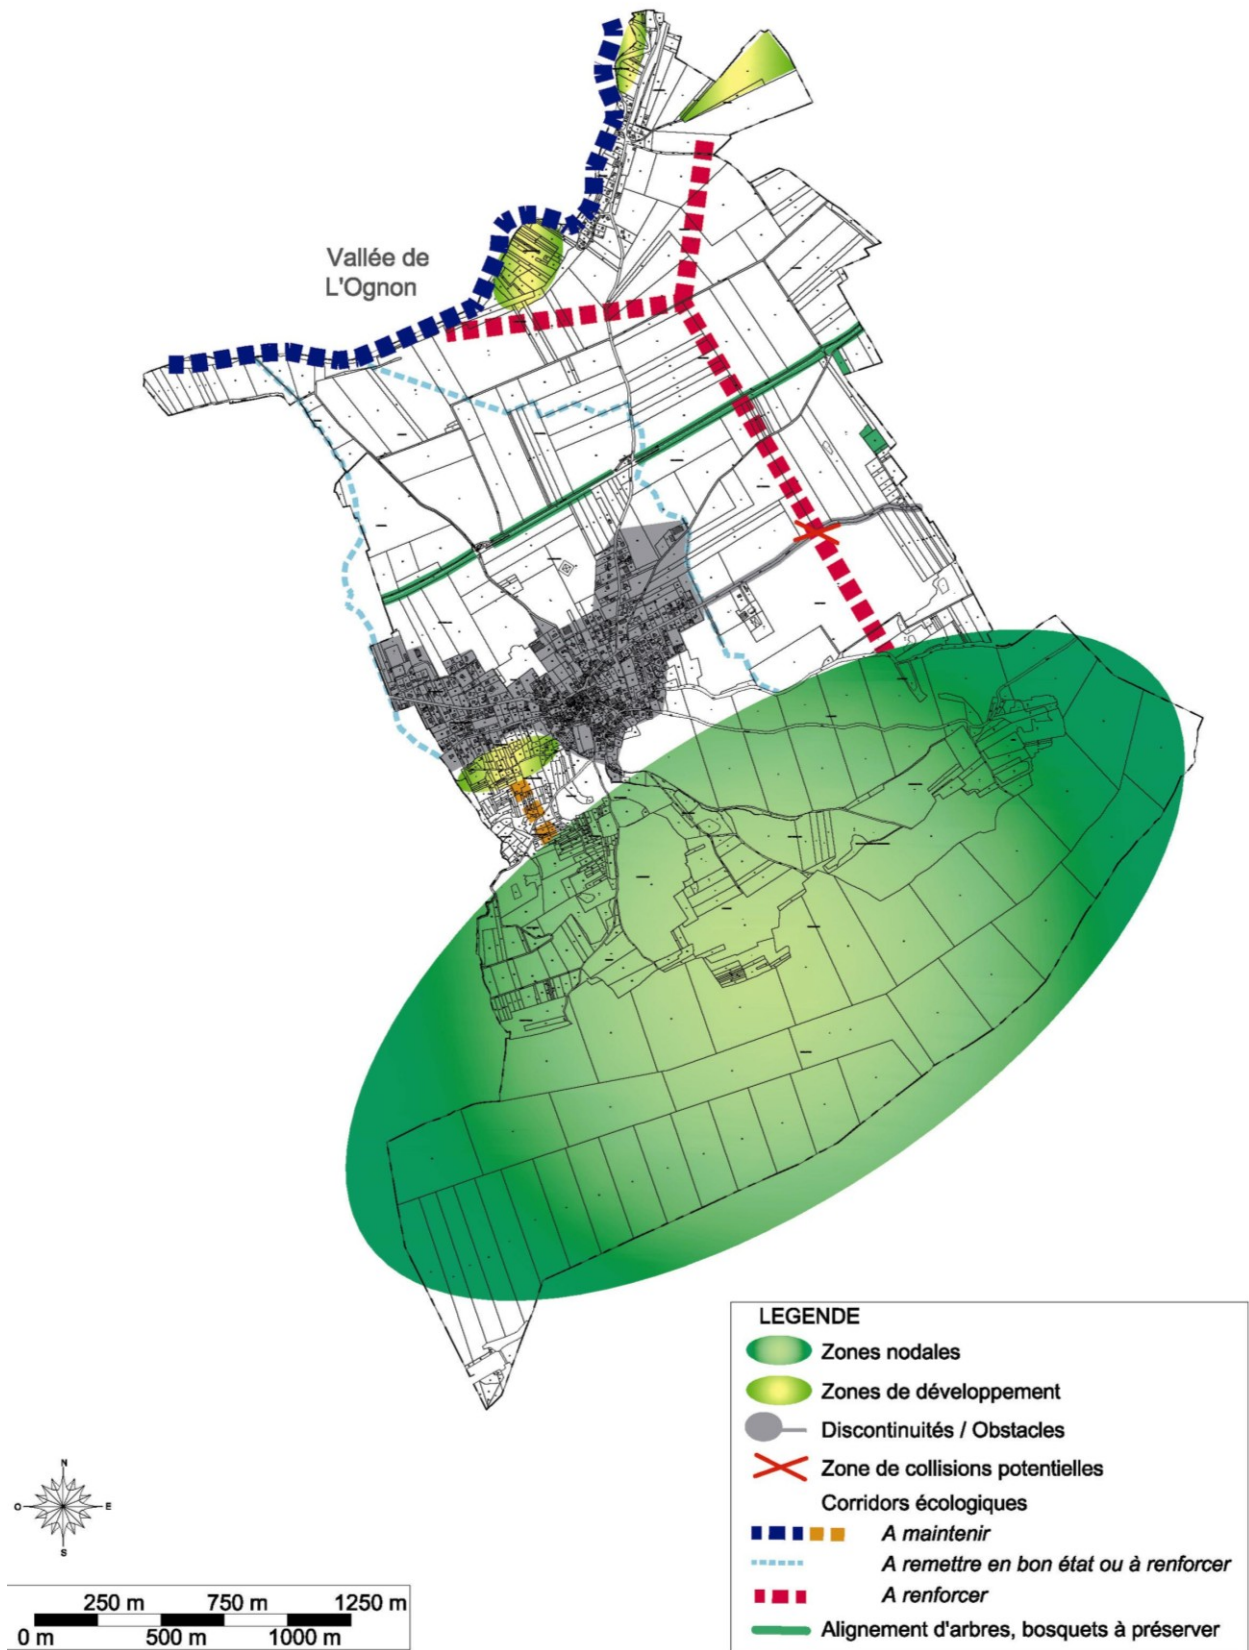 Vallée de
L'Ognon
LEGENDE
Zones nodales
Zones de développement
Discontinuités / Obstacles
Zone de collisions potentielles
Corridors écologiques
A maintenir
A remettre en bon état ou à renforcer
A renforcer
Alignement d'arbres, bosquets à préserver
N
O E
S
250 m 750 m 1250 m
0 m 500 m 1000 m